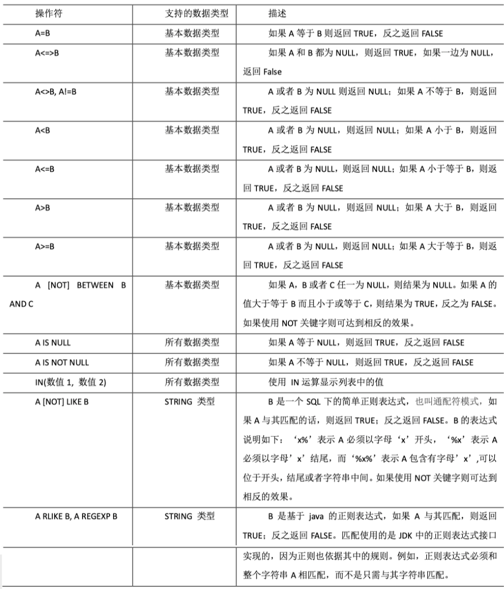 操作符 支持的数据类型 描述
A=B 基本数据类型 如果 A 等于 B 则返回 TRUE，反之返回 FALSE
A<=>B 基本数据类型 如果 A 和 B 都为 NULL，则返回 TRUE，如果一边为 NULL，
返回 False
A<>B, A!=B 基本数据类型 A 或者 B 为 NULL 则返回 NULL；如果 A 不等于 B，则返回
TRUE，反之返回 FALSE
A<B 基本数据类型 A 或者 B 为 NULL，则返回 NULL；如果 A 小于 B，则返回
TRUE，反之返回 FALSE
A<=B 基本数据类型 A 或者 B 为 NULL，则返回 NULL；如果 A 小于等于 B，则返
回 TRUE，反之返回 FALSE
A>B 基本数据类型 A 或者 B 为 NULL，则返回 NULL；如果 A 大于 B，则返回
TRUE，反之返回 FALSE
A>=B 基本数据类型 A 或者 B 为 NULL，则返回 NULL；如果 A 大于等于 B，则返
回 TRUE，反之返回 FALSE
A [NOT] BETWEEN B 基本数据类型 如果 A，B 或者 C 任一为 NULL，则结果为 NULL。如果 A 的
AND C 值大于等于 B 而且小于或等于 C，则结果为 TRUE，反之为 FALSE。
如果使用 NOT 关键字则可达到相反的效果。
A IS NULL 所有数据类型 如果 A 等于 NULL，则返回 TRUE，反之返回 FALSE
A IS NOT NULL 所有数据类型 如果 A 不等于 NULL，则返回 TRUE，反之返回 FALSE
IN(数值 1, 数值 2) 所有数据类型 使用 IN 运算显示列表中的值
A [NOT] LIKE B STRING 类型 B 是一个 SQL 下的简单正则表达式，也叫通配符模式，如
果 A 与其匹配的话，则返回 TRUE；反之返回 FALSE。B 的表达式
说明如下：‘x%’表示 A 必须以字母‘x’开头，‘%x’表示 A
必须以字母’x’结尾，而‘%x%’表示 A 包含有字母’x’,可以
位于开头，结尾或者字符串中间。如果使用 NOT 关键字则可达到
相反的效果。
A RLIKE B, A REGEXP B STRING 类型 B 是基于 java 的正则表达式，如果 A 与其匹配，则返回
TRUE；反之返回 FALSE。匹配使用的是 JDK 中的正则表达式接口
实现的，因为正则也依据其中的规则。例如，正则表达式必须和
整个字符串 A 相匹配，而不是只需与其字符串匹配。